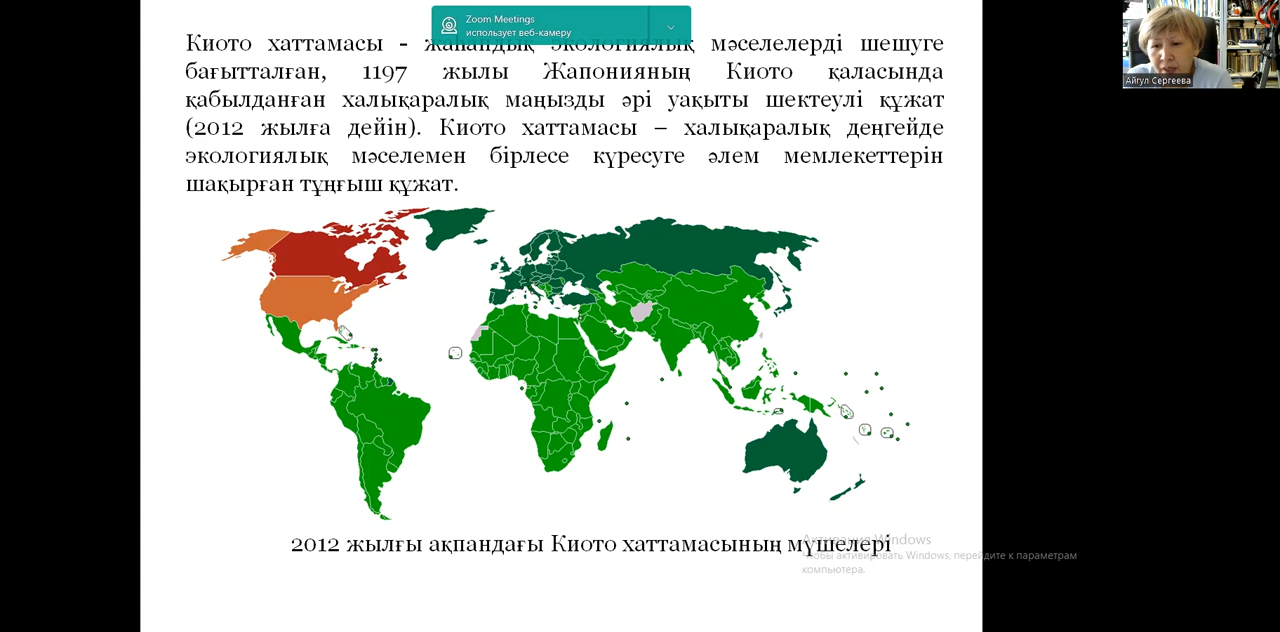 Zoom Meetings
использует веб-камеру
Киото хаттамасы - жаһандық экологиялық мәселелерді шешуге
бағытталған, 1197 жылы Жапонияның Киото қаласында
қабылданған халықаралық маңызды әрі уақыты шектеулі құжат
(2012 жылға дейін). Киото хаттамасы – халықаралық деңгейде
экологиялық мәселемен бірлесе күресуге әлем мемлекеттерін
шақырған тұңғыш құжат.
Айгул Сергеева
2012 жылғы ақпандағы Киото хаттамасының мүшелері
Активация Windows
Чтобы активировать Windows, перейдите к параметрам
компьютера.